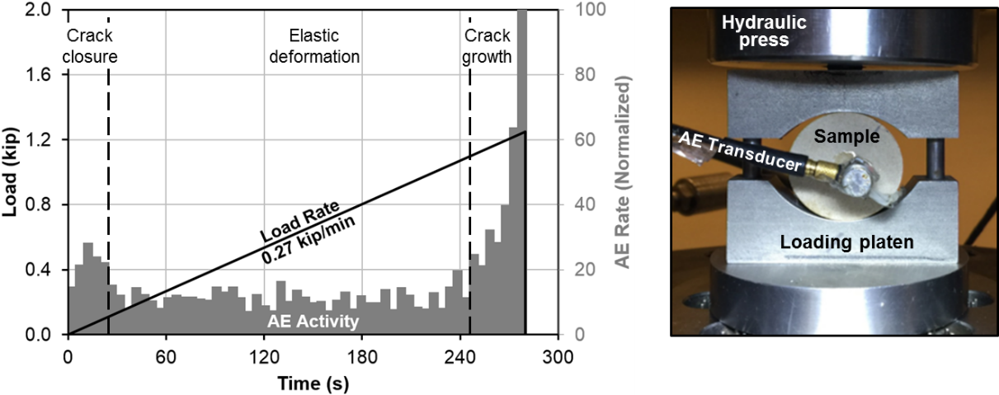 2.0
1.6
1.2
0.8
0.4
0.0
Load (kip)
Crack
closure
Elastic
deformation
Crack
growth
Load Rate
0.27 kip/min
AE Activity
100
80
60
40
20
0
AE Rate (Normalized)
0
60
120
180
240
300
Time (s)
Hydraulic
press
Sample
AE Transducer
Loading platen